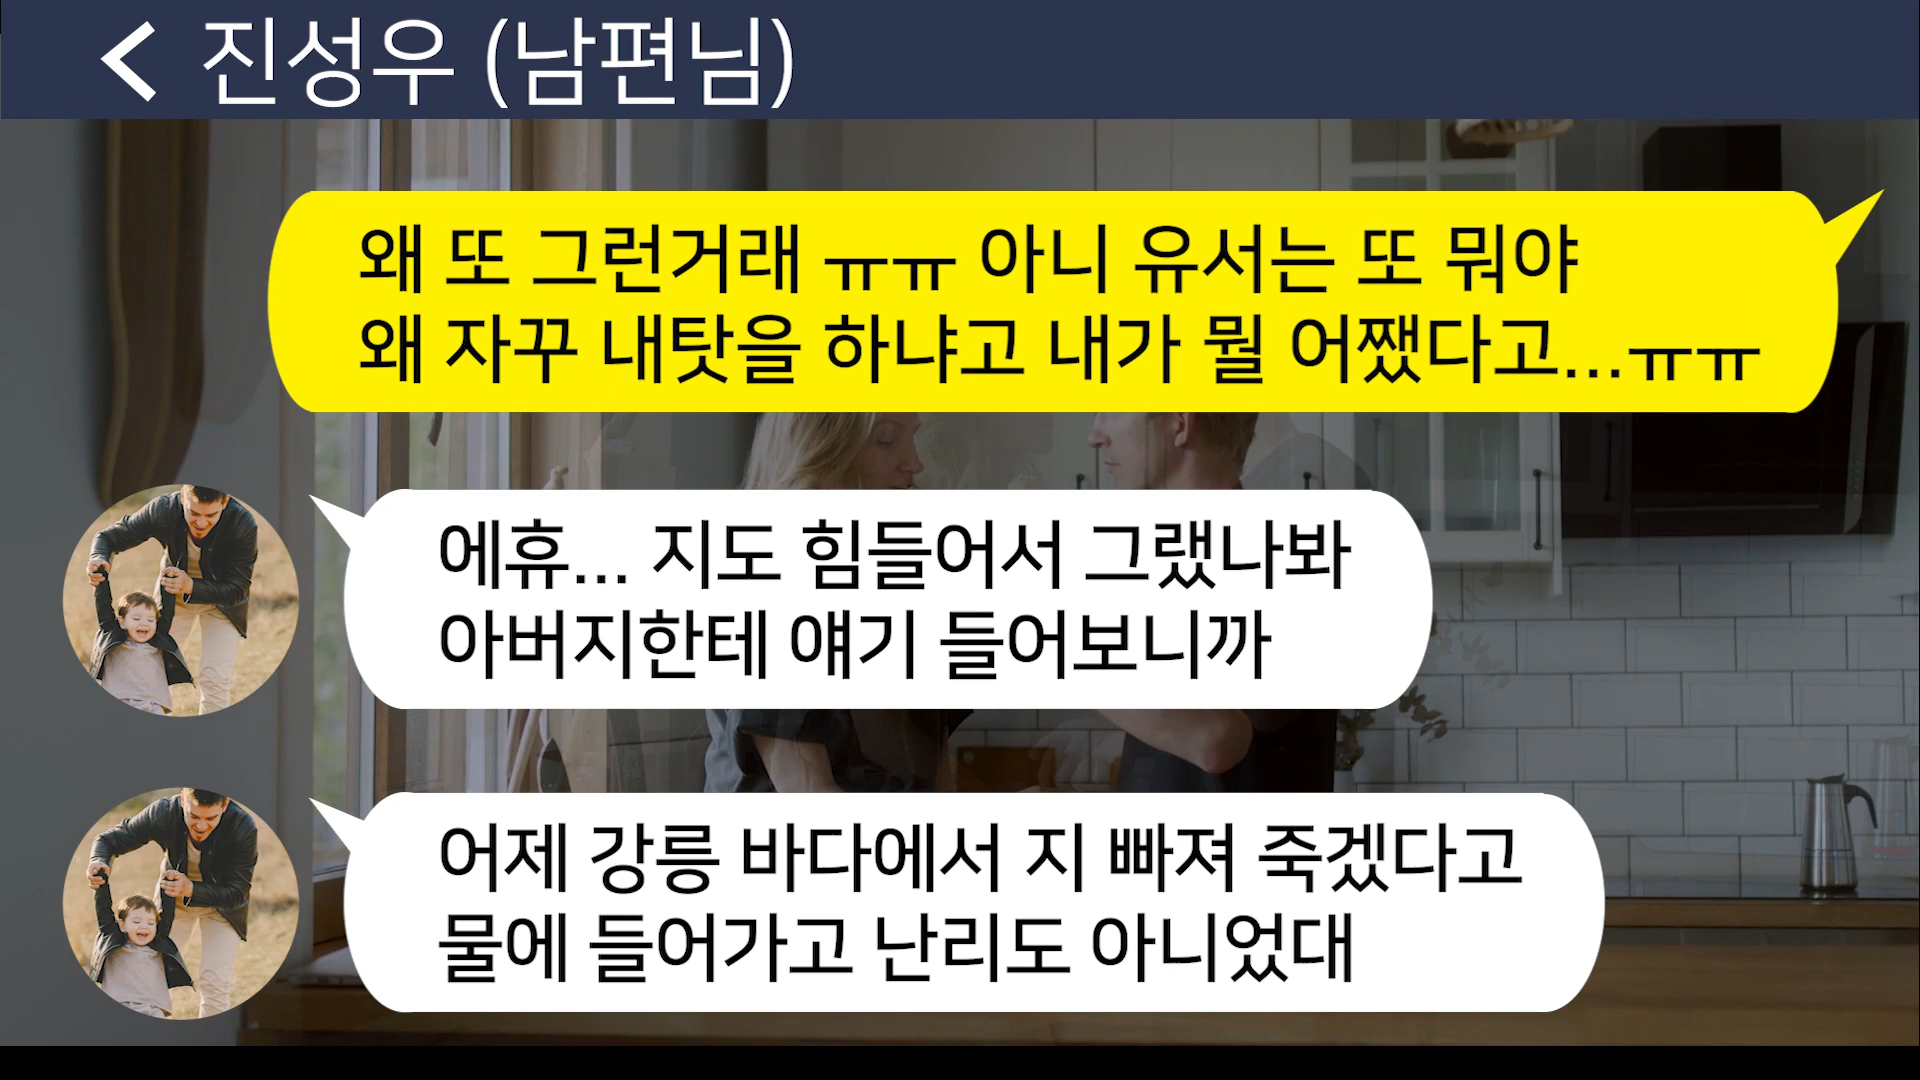 진성우 (남편님)
왜 또 그런거래 ㅠㅠ 아니 유서는 또 뭐야
왜 자꾸 내탓을 하냐고 내가 뭘 어쨌다고...ㅠㅠ
에휴... 지도 힘들어서 그랬나봐
아버지한테 얘기 들어보니까
어제 강릉 바다에서 지 빠져 죽겠다고
물에 들어가고 난리도 아니었대